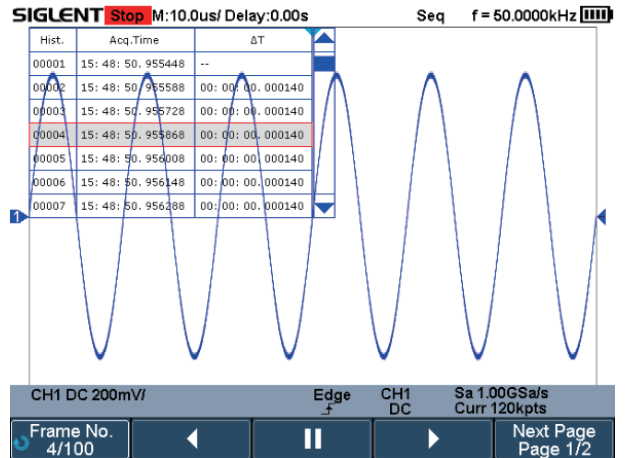 SIGLENT Stop M:10.0us/ Delay:0.00s Seq f = 50.0000kHz
Hist. Acq.Time ΔT
00001 15: 48: 50. 955448 --
00002 15: 48: 50. 955588 00: 00: 00. 000140
00003 15: 48: 50. 955728 00: 00: 00. 000140
00004 15: 48: 50. 955868 00: 00: 00. 000140
00005 15: 48: 50. 956008 00: 00: 00. 000140
00006 15: 48: 50. 956148 00: 00: 00. 000140
00007 15: 48: 50. 956288 00: 00: 00. 000140
1
CH1 DC 200mV/ Edge CH1 Sa 1.00GSa/s
DC Curr 120kpts
Frame No. Next Page
4/100 Page 1/2